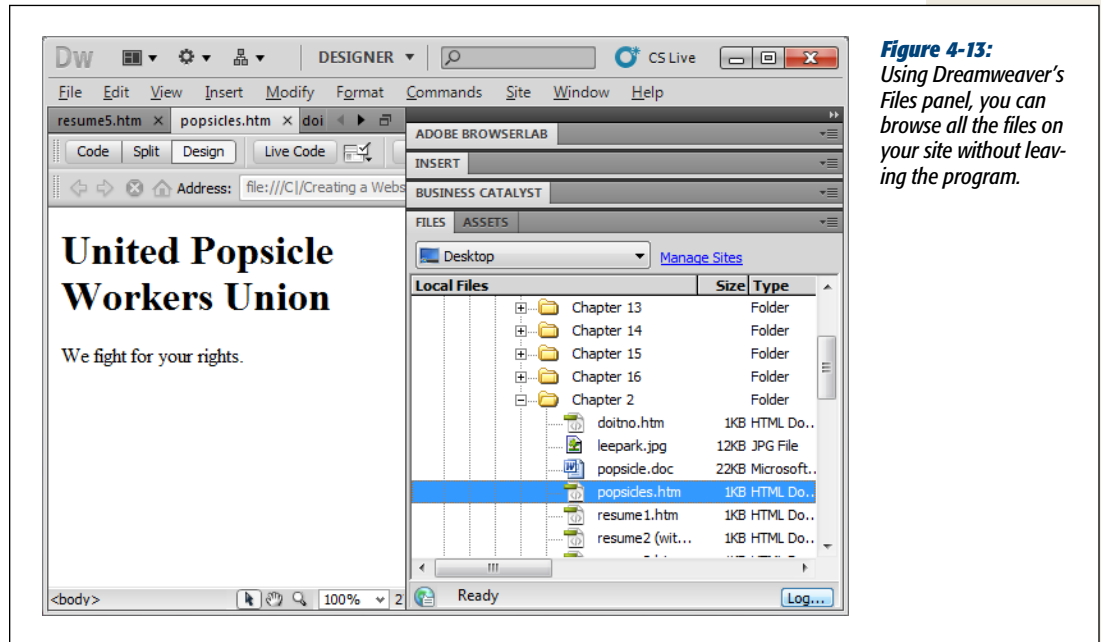 Dw DESIGNER CS Live
File Edit View Insert Modify Format Commands Site Window Help
resume5.htm × popsicles.htm × doi
Code Split Design Live Code
Address: file:///C|/Creating a Webs
United Popsicle
Workers Union
We fight for your rights.
<body> 100% 2
ADOBE BROWSERLAB
INSERT
BUSINESS CATALYST
FILES ASSETS
Desktop Manage Sites
Local Files Size Type
Chapter 13 Folder
Chapter 14 Folder
Chapter 15 Folder
Chapter 16 Folder
Chapter 2 Folder
doitno.htm 1KB HTML Do..
leepark.jpg 12KB JPG File
popsicle.doc 22KB Microsoft..
popsicles.htm 1KB HTML Do..
resume1.htm 1KB HTML Do..
resume2 (wit... 1KB HTML Do..
Ready Log...
Figure 4-13:
Using Dreamweaver's
Files panel, you can
browse all the files on
your site without leav-
ing the program.